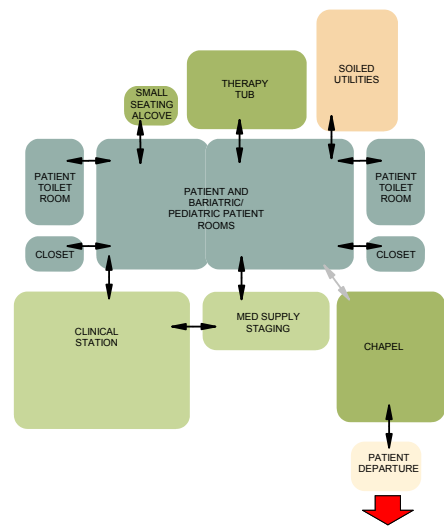 SOILED
UTILITIES
THERAPY
TUB
SMALL
SEATING
ALCOVE
PATIENT
TOILET
ROOM
PATIENT AND
BARIATRIC/
PEDIATRIC PATIENT
ROOMS
PATIENT
TOILET
ROOM
CLOSET
CLOSET
CLINICAL
STATION
MED SUPPLY
STAGING
CHAPEL
PATIENT
DEPARTURE